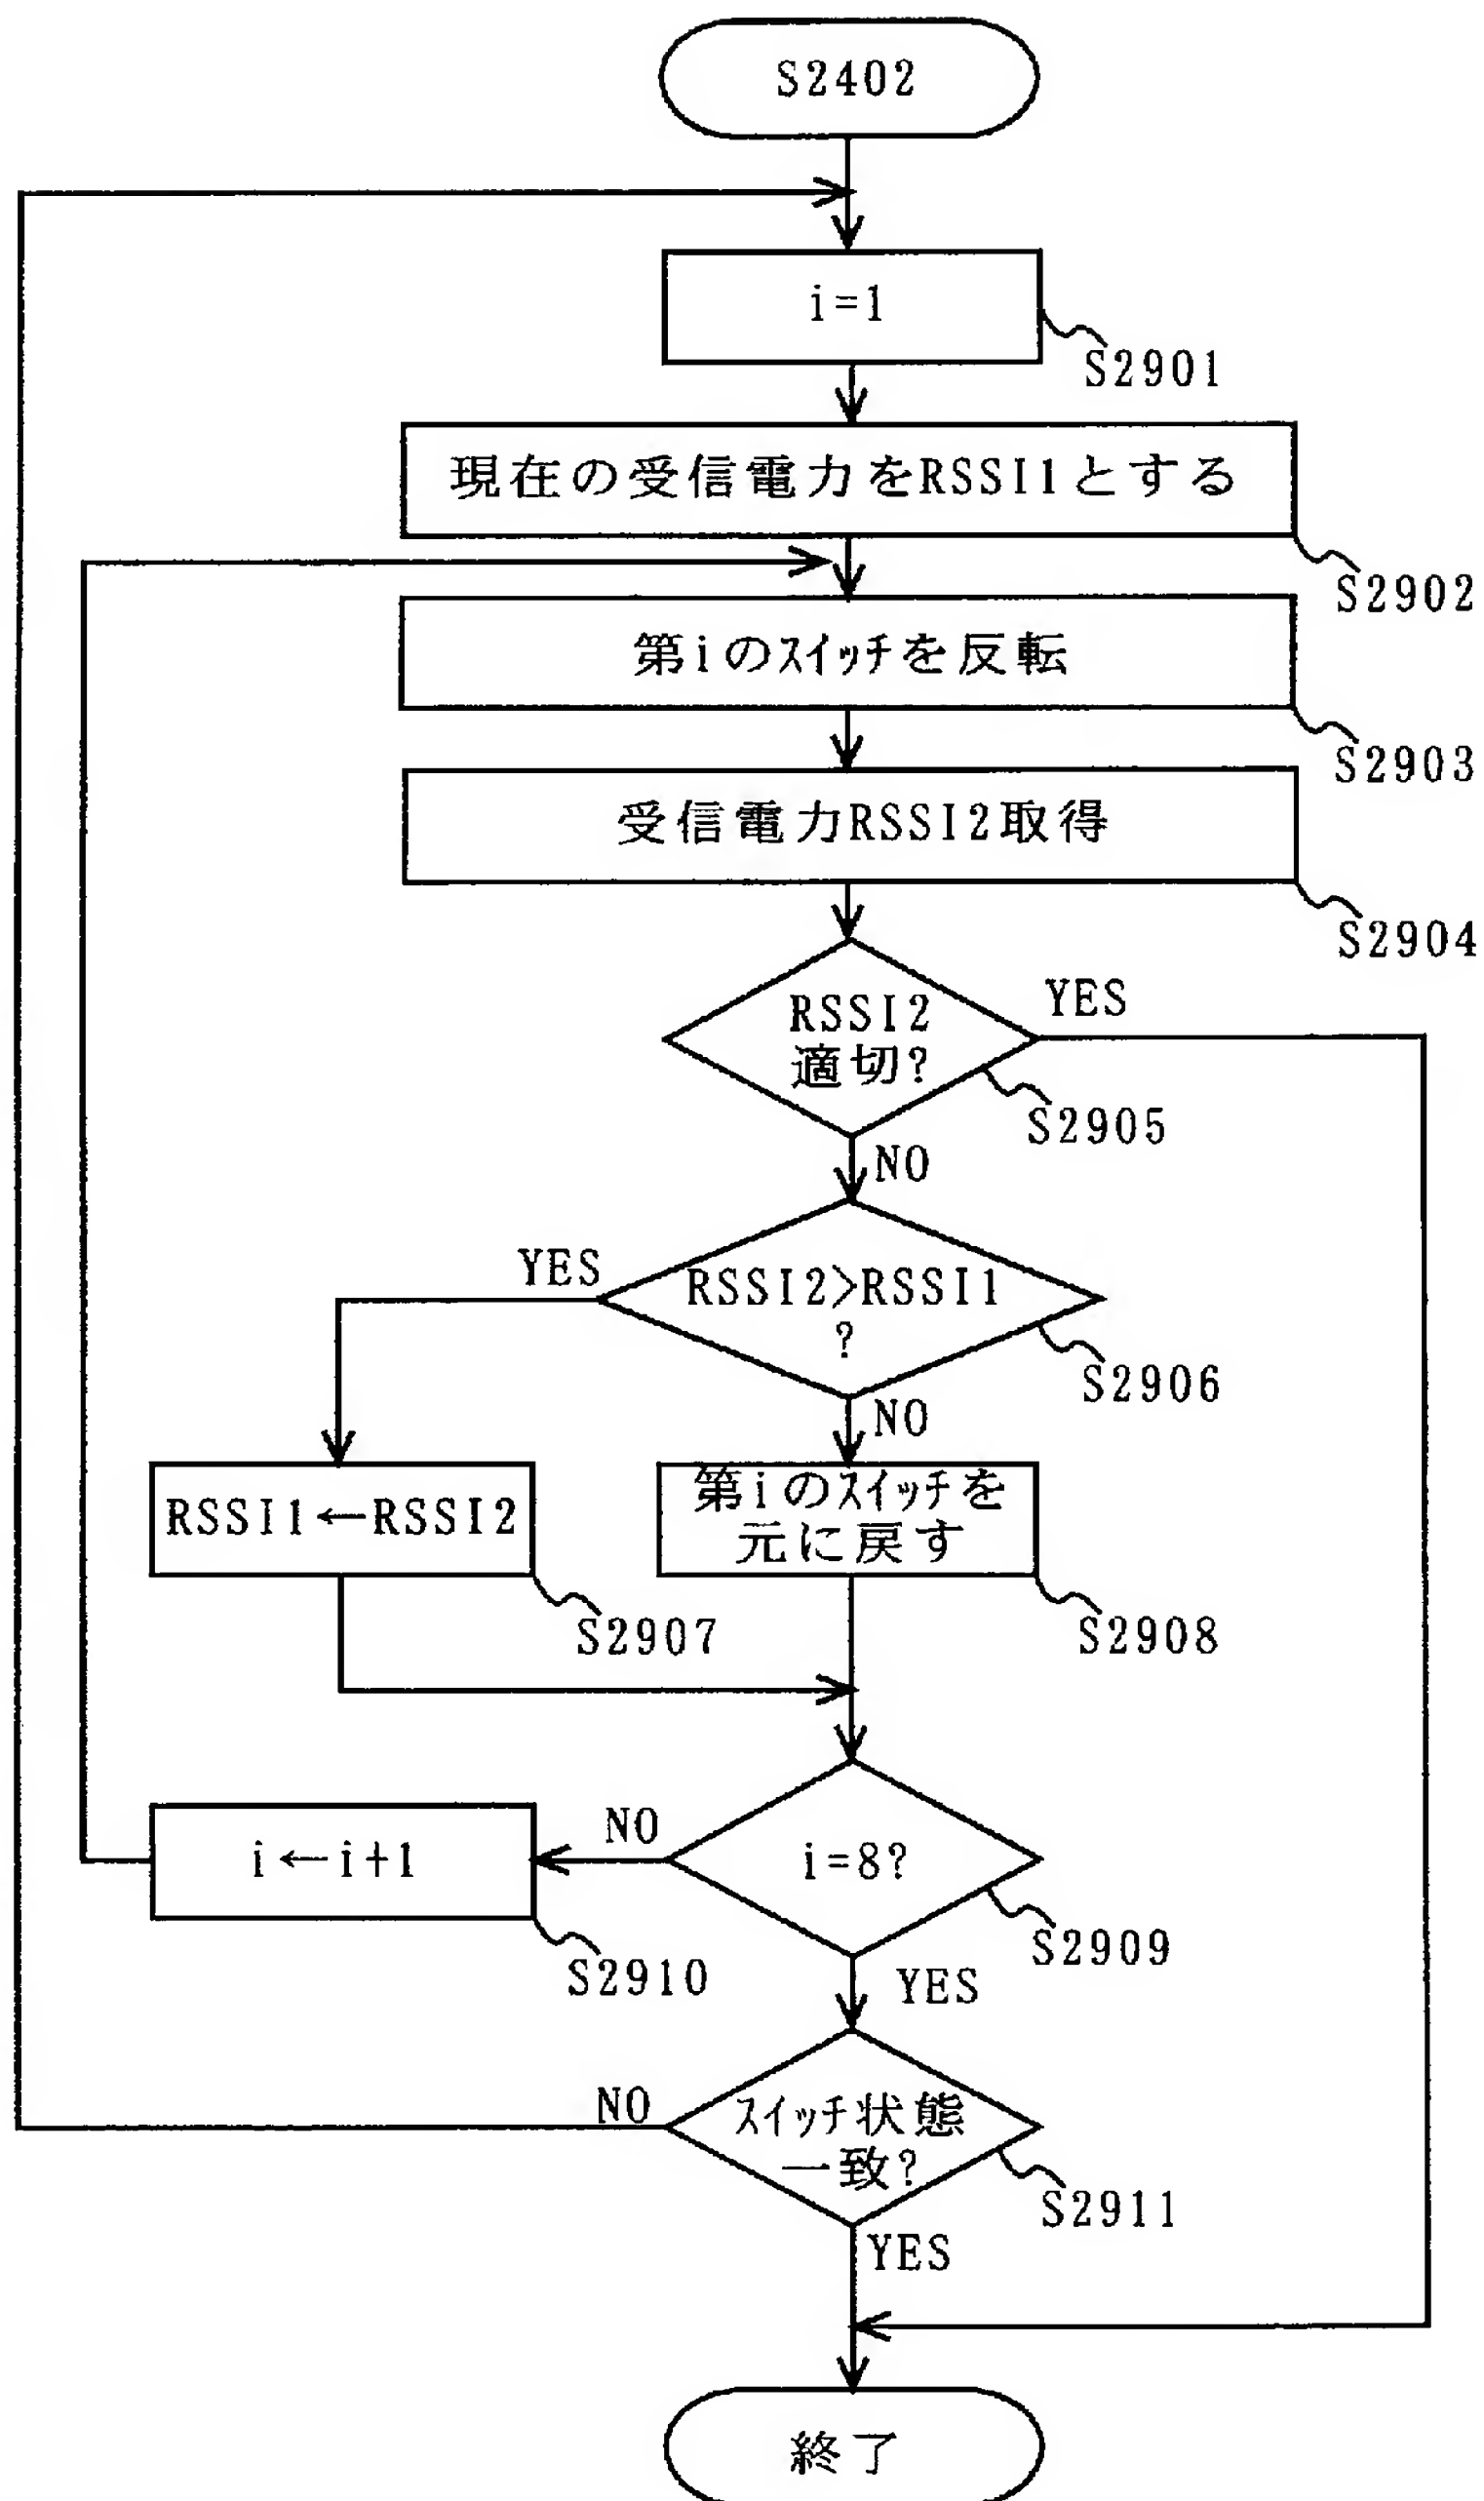 S2402
i=1
S2901
現在の受信電力をRSSI1とする
S2902
第iのｽｲｯﾁを反転
S2903
受信電力RSSI2取得
S2904
RSSI2
適切?
YES
S2905
NO
YES
RSSI2>RSSI1
?
S2906
NO
RSSI1←RSSI2
S2907
第iのｽｲｯﾁを
元に戻す
S2908
i←i+1
S2910
NO
i=8?
S2909
YES
NO
ｽｲｯﾁ状態
一致?
S2911
YES
終了